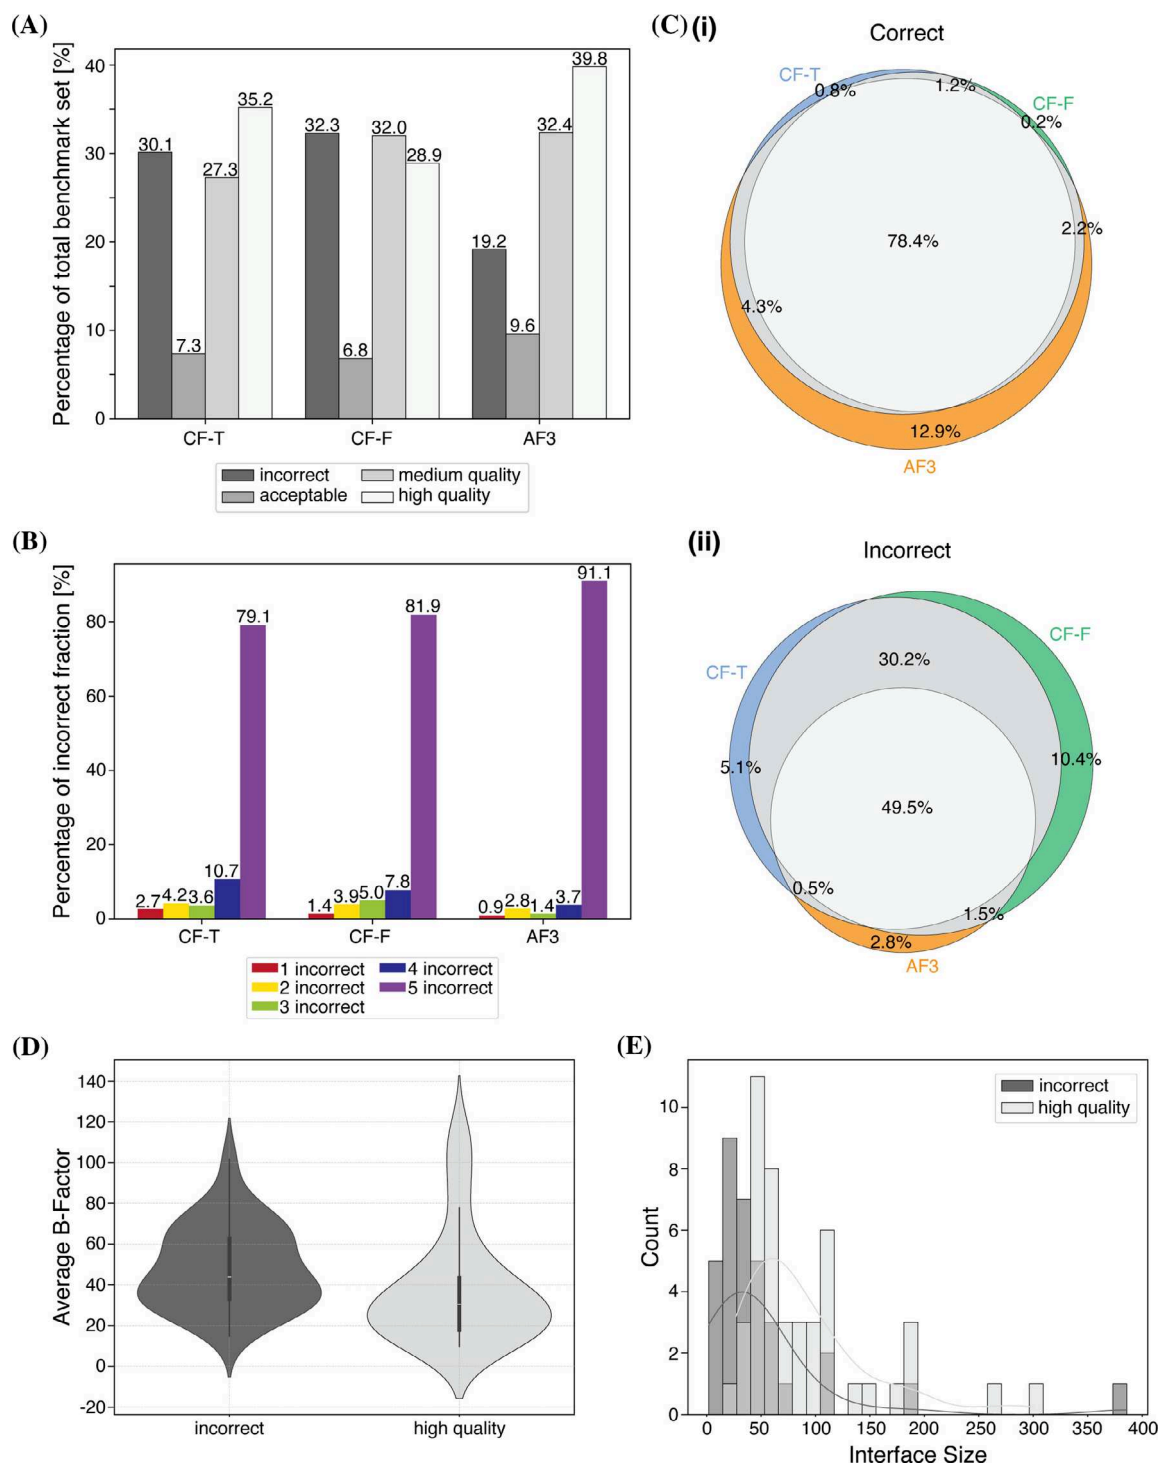 (A)
Percentage of total benchmark set [%]
40
30
20
10
0
30.1
7.3
27.3
35.2
32.3
6.8
32.0
28.9
19.2
9.6
32.4
39.8
CF-T
CF-F
AF3
incorrect
acceptable
medium quality
high quality
(B)
Percentage of incorrect fraction [%]
80
60
40
20
0
2.7
4.2
3.6
10.7
79.1
1.4
3.9
5.0
7.8
81.9
0.9
2.8
1.4
3.7
91.1
CF-T
CF-F
AF3
1 incorrect
2 incorrect
3 incorrect
4 incorrect
5 incorrect
(C) (i)
Correct
CF-T
0.8%
1.2%
CF-F
0.2%
2.2%
78.4%
4.3%
12.9%
AF3
(ii)
Incorrect
CF-T
CF-F
30.2%
5.1%
10.4%
49.5%
0.5%
1.5%
2.8%
AF3
(D)
Average B-Factor
140
120
100
80
60
40
20
0
-20
incorrect
high quality
(E)
Count
10
8
6
4
2
0
incorrect
high quality
0
50
100
150
200
250
300
350
400
Interface Size